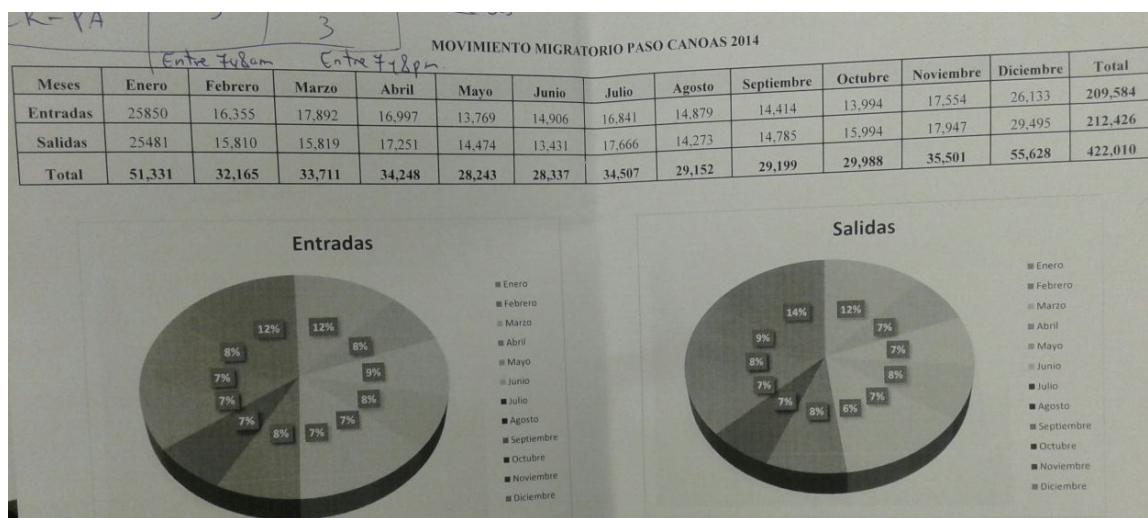 CR-PA
3
Entre 7y8am Entre 7y8pm.
MOVIMIENTO MIGRATORIO PASO CANOAS 2014
Meses Enero Febrero Marzo Abril Mayo Junio Julio Agosto Septiembre Octubre Noviembre Diciembre Total
Entradas 25850 16,355 17,892 16,997 13,769 14,906 16,841 14,879 14,414 13,994 17,554 26,133 209,584
Salidas 25481 15,810 15,819 17,251 14,474 13,431 17,666 14,273 14,785 15,994 17,947 29,495 212,426
Total 51,331 32,165 33,711 34,248 28,243 28,337 34,507 29,152 29,199 29,988 35,501 55,628 422,010
Entradas
12% 12%
8% 8%
7% 9%
7% 8%
7% 7%
8% 7%
Enero
Febrero
Marzo
Abril
Mayo
Junio
Julio
Agosto
Septiembre
Octubre
Noviembre
Diciembre
Salidas
14% 12%
9% 7%
8% 7%
7% 8%
7% 7%
8% 6%
Enero
Febrero
Marzo
Abril
Mayo
Junio
Julio
Agosto
Septiembre
Octubre
Noviembre
Diciembre